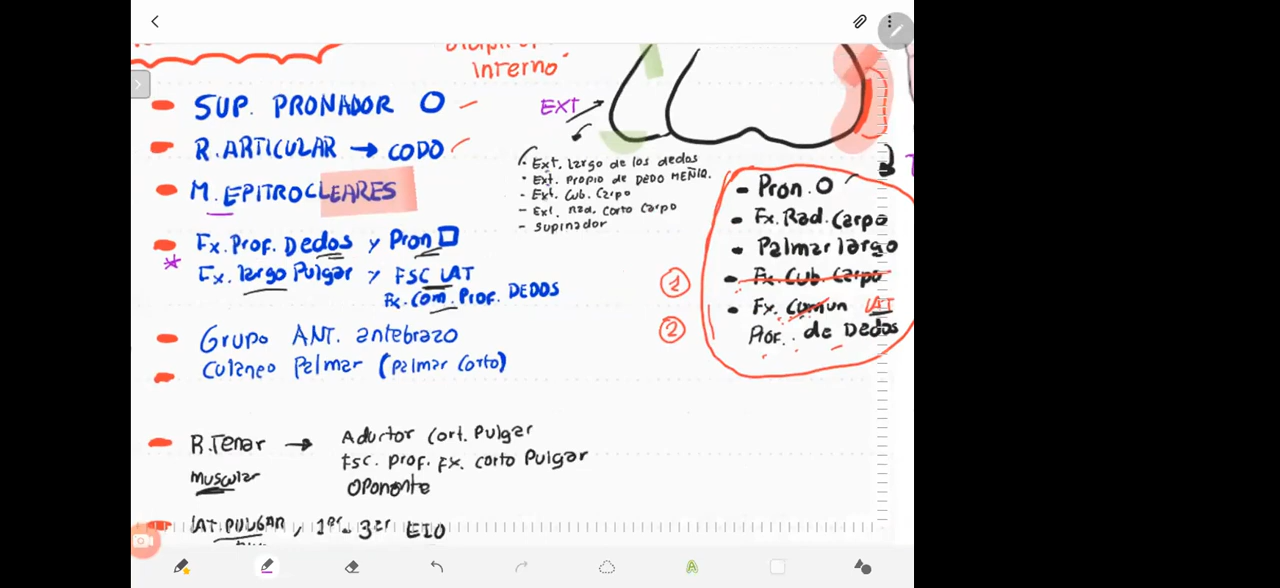 interno
SUP. PRONADOR O
R. ARTICULAR → CODO
M. EPITROCLEARES
Fx. Prof. Dedos y Pron □
* Fx. largo Pulgar y FSC LAT
Fx. Com. Prof. DEDOS
Grupo ANT. antebrazo
Cutaneo Palmar (Palmar Corto)
R. Tenar → Aductor Cort. Pulgar
Muscular
Fsc. Prof. Fx. Corto Pulgar
Oponente
LAT. PULGAR, 1er - 3er EIO
EXT
Ext. largo de los dedos
Ext. Propio de DEDO MEÑIQ.
- Ext. Cub. Carpo
- Ext. Rad. Corto Carpo
- Supinador
- Pron. O
Fx. Rad. Carpo
Palmar largo
① Fx. Cub. Carpo
Fx. Comun LAT
② Prof. de Dedos